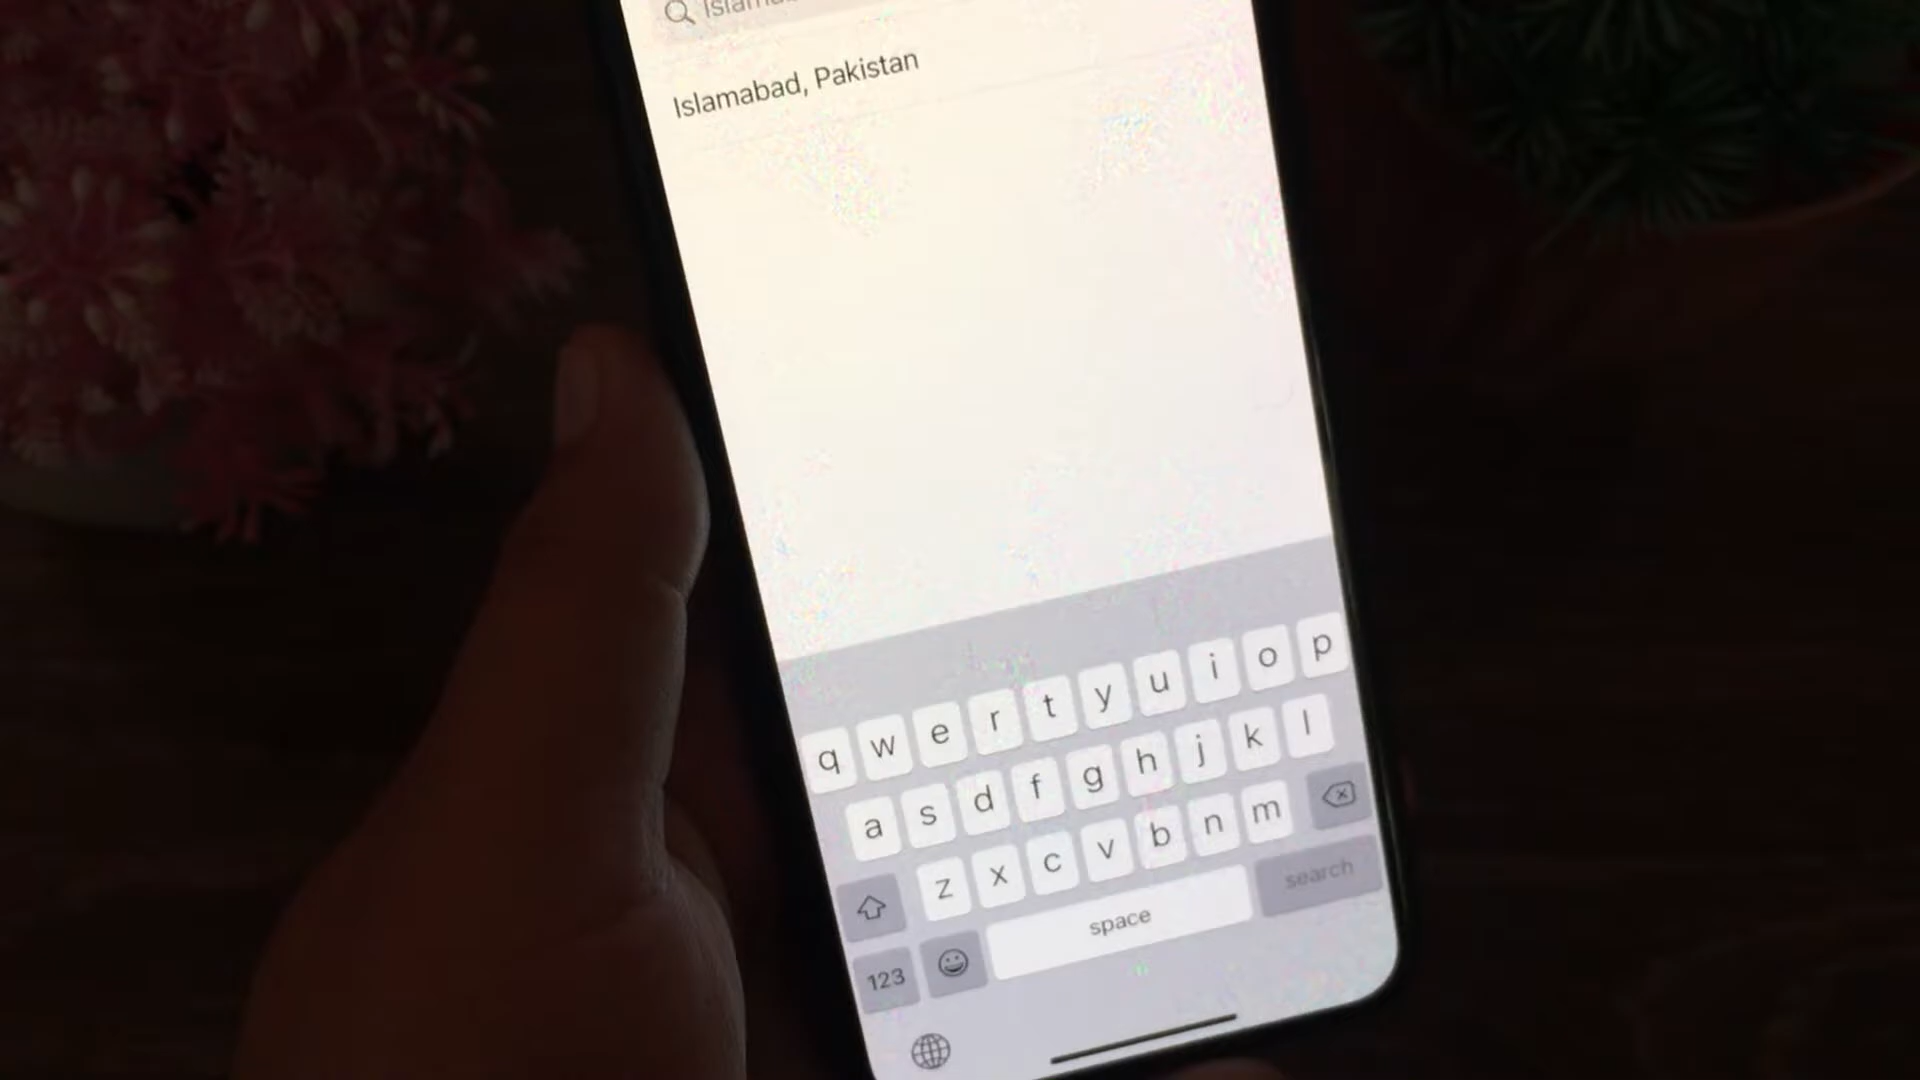 Islamabad, Pakistan
q w e r t y u i o p
a s d f g h j k l
z x c v b n m
123 space search